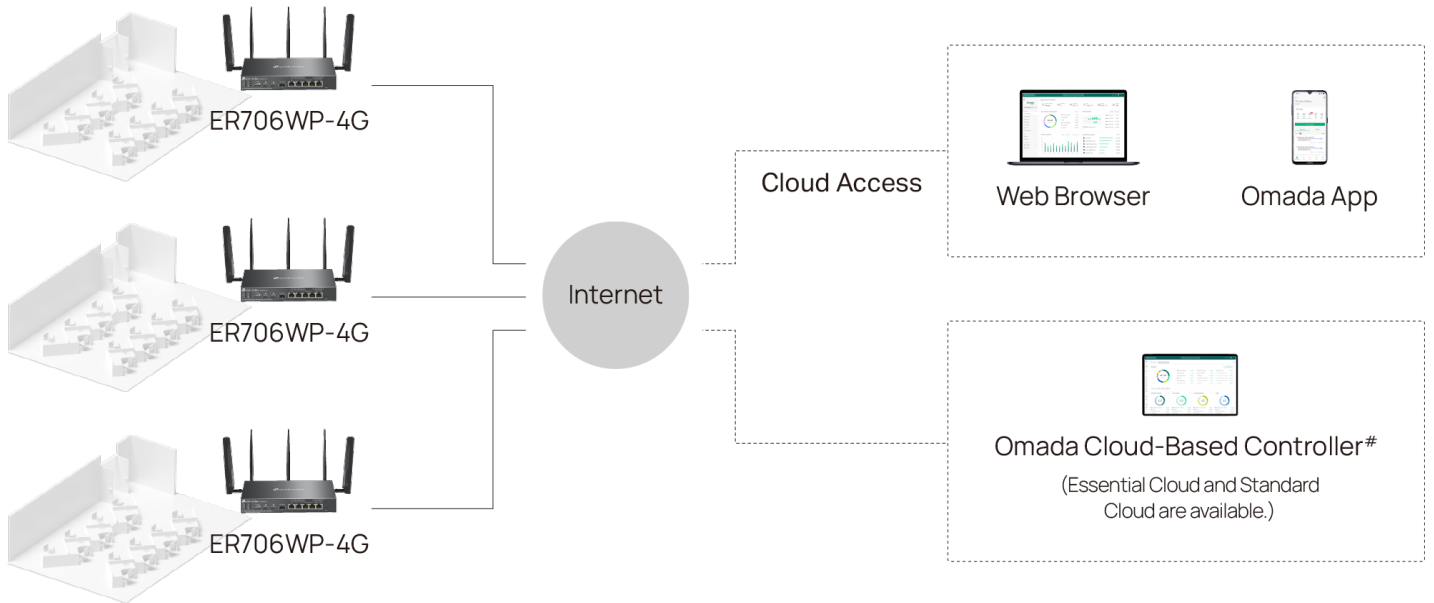 ER706WP-4G
ER706WP-4G
ER706WP-4G
Internet
Cloud Access
Web Browser
Omada App
Omada Cloud-Based Controller#
(Essential Cloud and Standard
Cloud are available.)